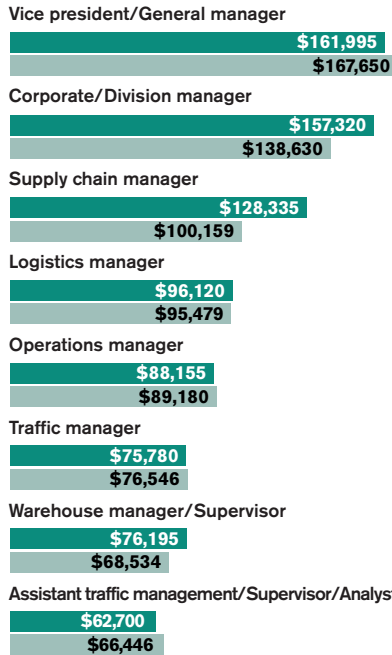 Vice president/General manager
$161,995
$167,650
Corporate/Division manager
$157,320
$138,630
Supply chain manager
$128,335
$100,159
Logistics manager
$96,120
$95,479
Operations manager
$88,155
$89,180
Traffic manager
$75,780
$76,546
Warehouse manager/Supervisor
$76,195
$68,534
Assistant traffic management/Supervisor/Analyst
$62,700
$66,446